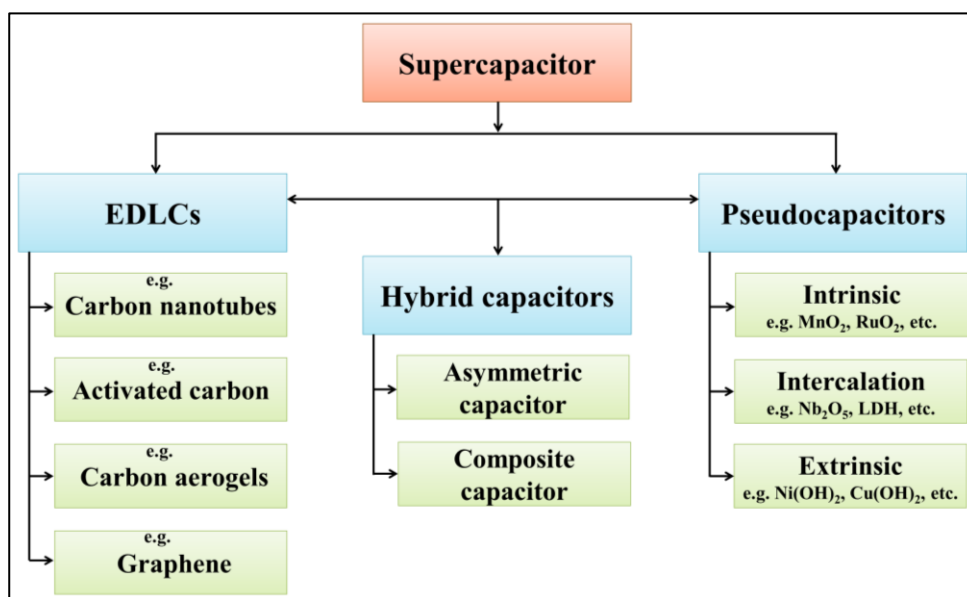 Supercapacitor
EDLCs
e.g.
Carbon nanotubes
e.g.
Activated carbon
e.g.
Carbon aerogels
e.g.
Graphene
Hybrid capacitors
Asymmetric
capacitor
Composite
capacitor
Pseudocapacitors
Intrinsic
e.g. MnO₂, RuO₂, etc.
Intercalation
e.g. Nb₂O₅, LDH, etc.
Extrinsic
e.g. Ni(OH)₂, Cu(OH)₂, etc.